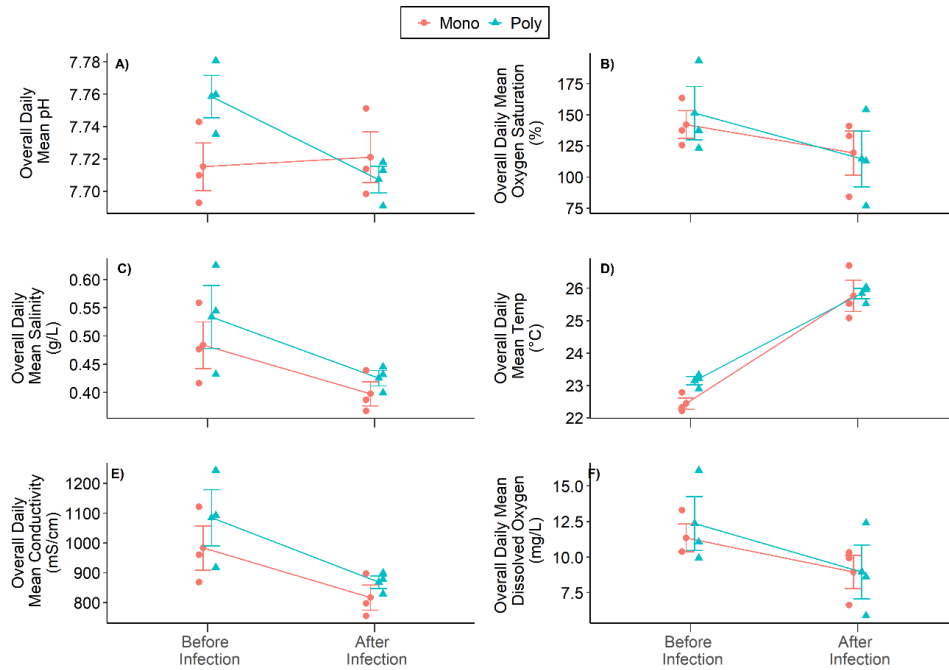 Mono Poly
A)
Overall Daily
Mean pH
7.78
7.76
7.74
7.72
7.70
B)
Overall Daily Mean
Oxygen Saturation
(%)
175
150
125
100
75
C)
Overall Daily
Mean Salinity
(g/L)
0.60
0.55
0.50
0.45
0.40
D)
Overall Daily
Mean Temp
(°C)
26
25
24
23
22
E)
Overall Daily
Mean Conductivity
(mS/cm)
1200
1100
1000
900
800
Before
Infection
After
Infection
F)
Overall Daily Mean
Dissolved Oxygen
(mg/L)
15.0
12.5
10.0
7.5
Before
Infection
After
Infection